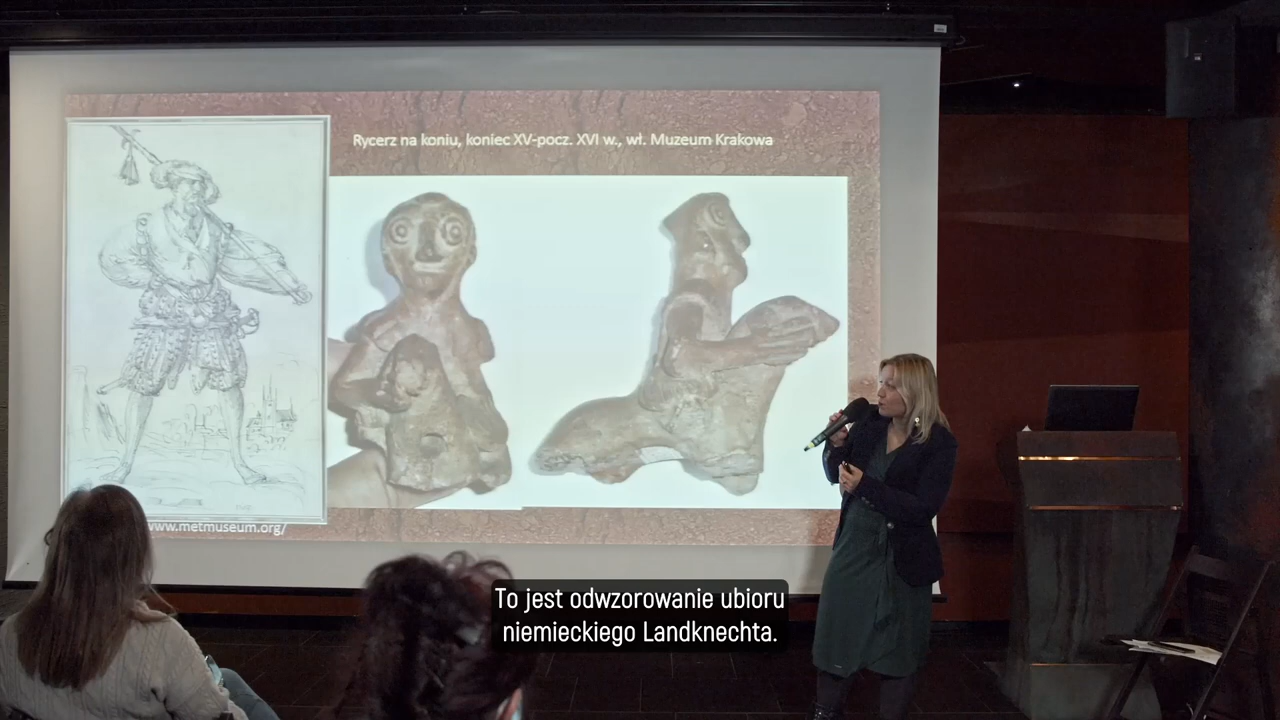 Rycerz na koniu, koniec XV-pocz. XVI w., wł. Muzeum Krakowa
www.metmuseum.org/
To jest odwzorowanie ubioru
niemieckiego Landknechta.